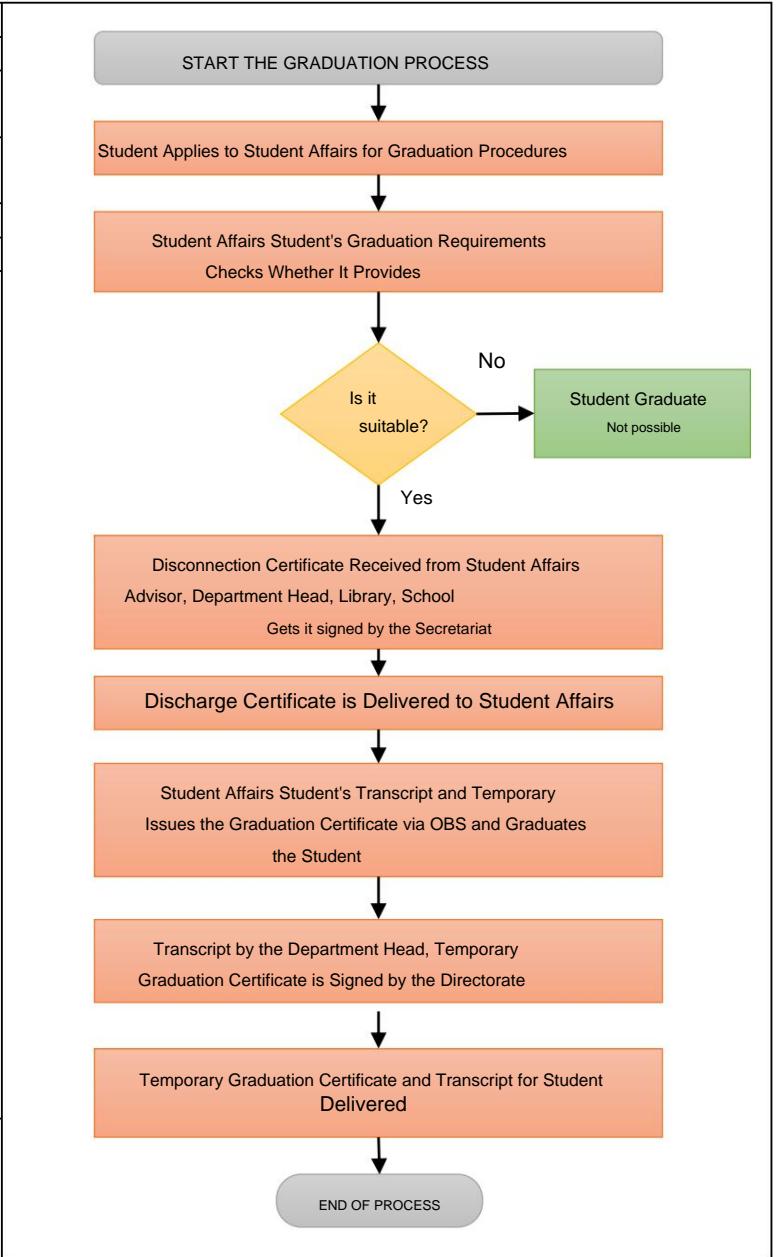 START THE GRADUATION PROCESS
Student Applies to Student Affairs for Graduation Procedures
Student Affairs Student's Graduation Requirements
Checks Whether It Provides
No
Is it
suitable?
Student Graduate
Not possible
Yes
Disconnection Certificate Received from Student Affairs
Advisor, Department Head, Library, School
Gets it signed by the Secretariat
Discharge Certificate is Delivered to Student Affairs
Student Affairs Student's Transcript and Temporary
Issues the Graduation Certificate via OBS and Graduates
the Student
Transcript by the Department Head, Temporary
Graduation Certificate is Signed by the Directorate
Temporary Graduation Certificate and Transcript for Student
Delivered
END OF PROCESS